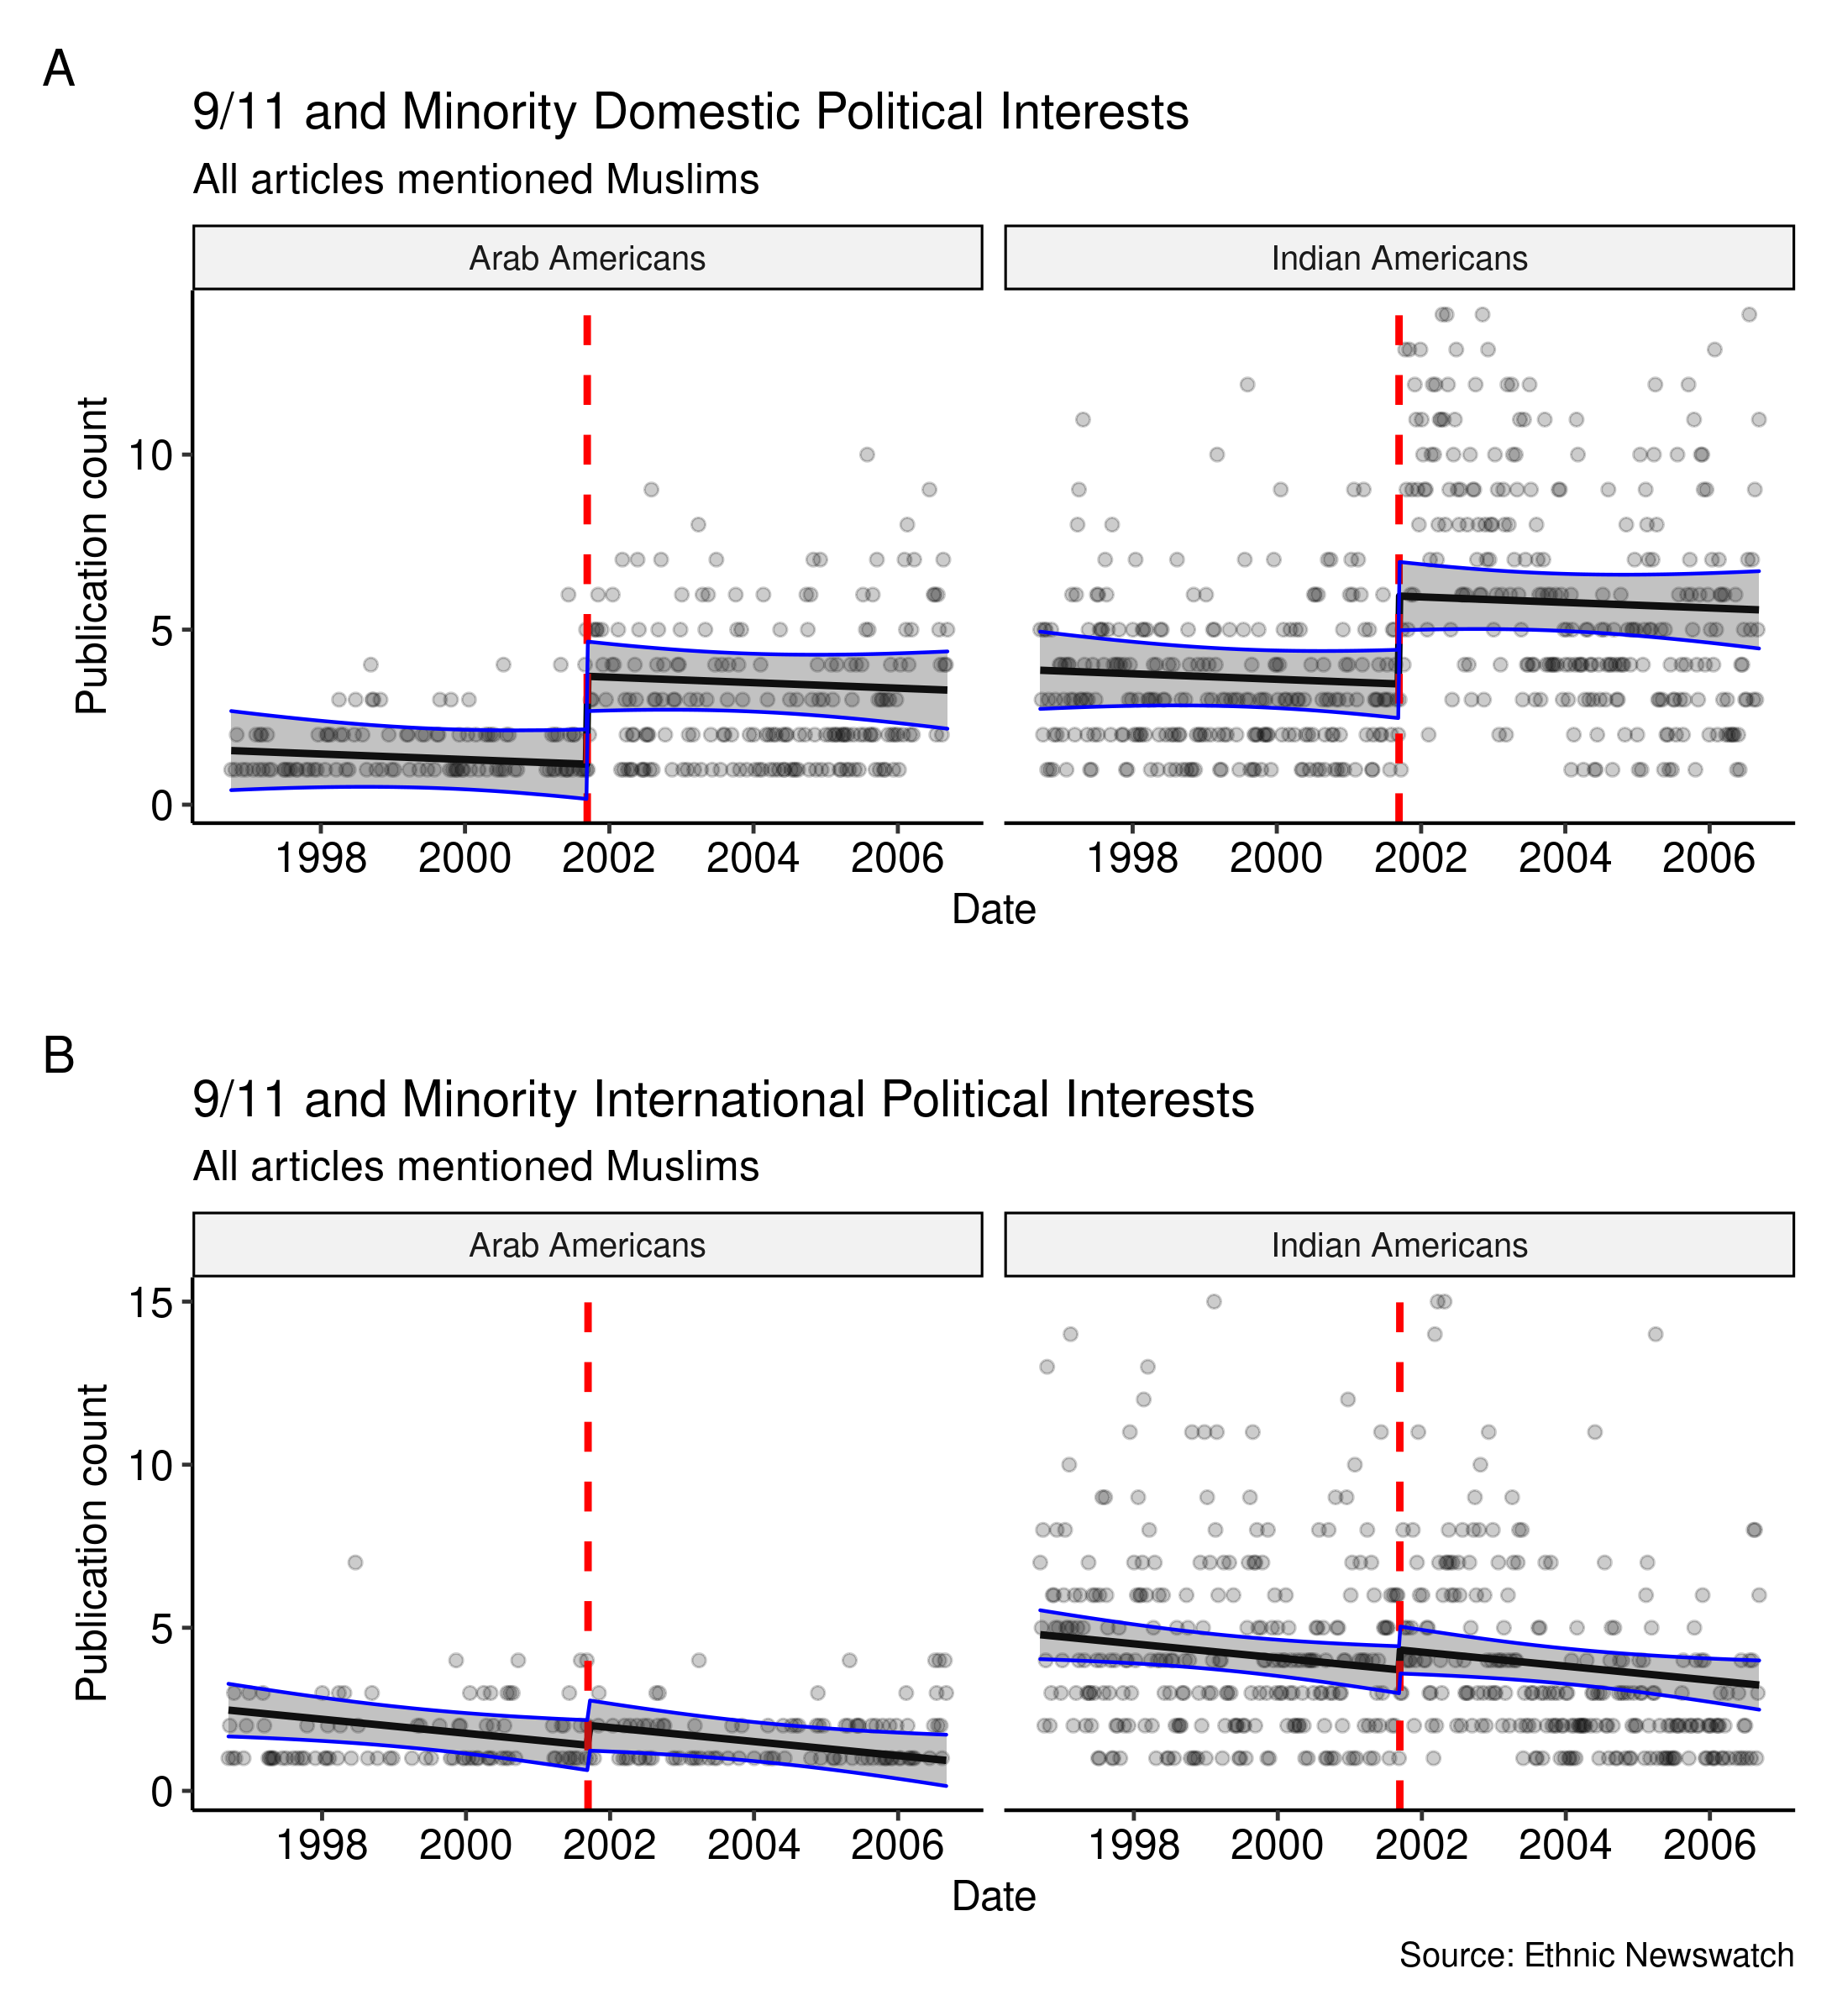 A
9/11 and Minority Domestic Political Interests
All articles mentioned Muslims
Arab Americans
Indian Americans
Publication count
10
5
0
1998 2000 2002 2004 2006
1998 2000 2002 2004 2006
Date
B
9/11 and Minority International Political Interests
All articles mentioned Muslims
Arab Americans
Indian Americans
Publication count
15
10
5
0
1998 2000 2002 2004 2006
1998 2000 2002 2004 2006
Date
Source: Ethnic Newswatch